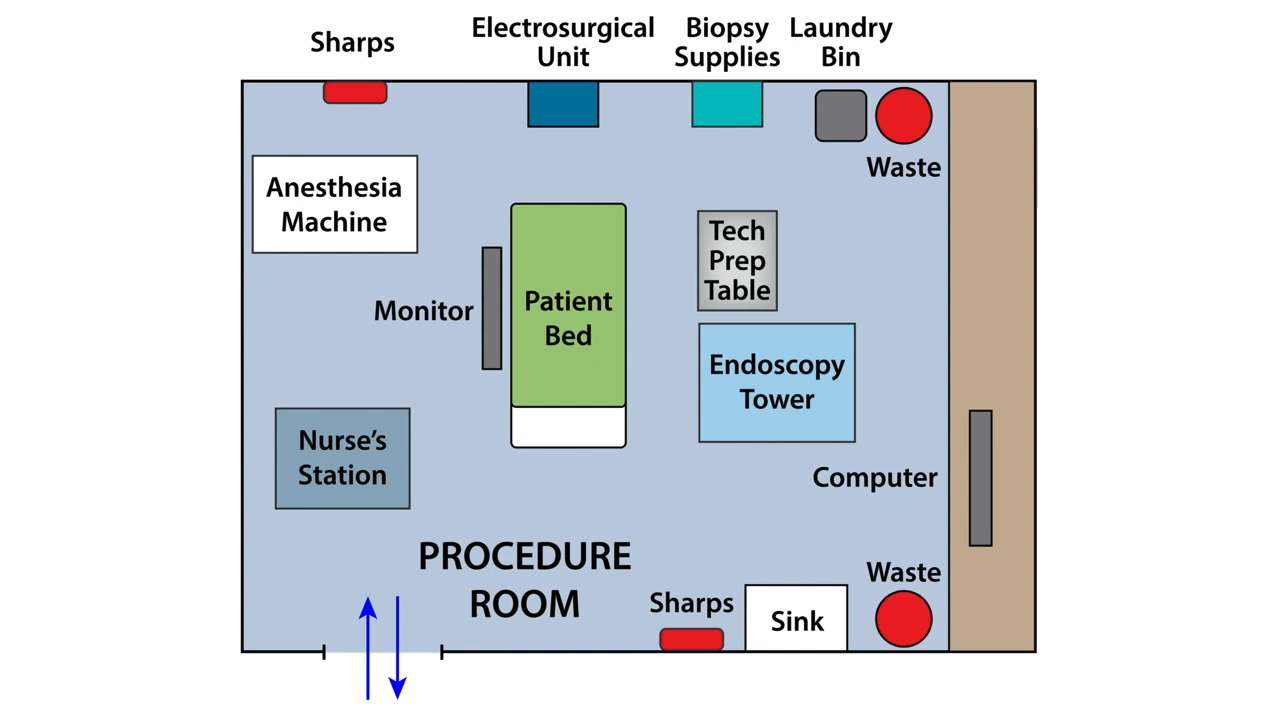 Sharps
Electrosurgical
Unit
Biopsy
Supplies
Laundry
Bin
Waste
Anesthesia
Machine
Tech
Prep
Table
Monitor
Patient
Bed
Endoscopy
Tower
Nurse's
Station
Computer
PROCEDURE
ROOM
Sharps
Sink
Waste